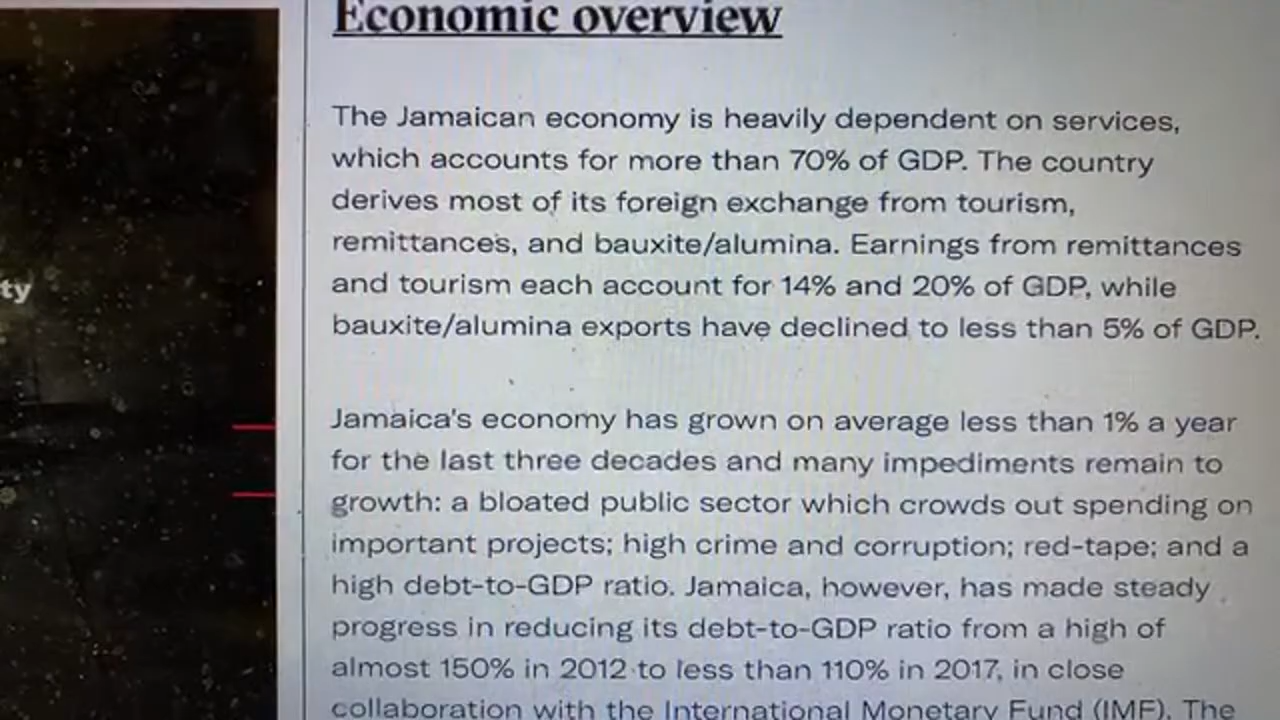 Economic overview
The Jamaican economy is heavily dependent on services,
which accounts for more than 70% of GDP. The country
derives most of its foreign exchange from tourism,
remittances, and bauxite/alumina. Earnings from remittances
and tourism each account for 14% and 20% of GDP, while
bauxite/alumina exports have declined to less than 5% of GDP.
ty
Jamaica's economy has grown on average less than 1% a year
for the last three decades and many impediments remain to
growth: a bloated public sector which crowds out spending on
important projects; high crime and corruption; red-tape; and a
high debt-to-GDP ratio. Jamaica, however, has made steady
progress in reducing its debt-to-GDP ratio from a high of
almost 150% in 2012 to less than 110% in 2017, in close
collaboration with the International Monetary Fund (IMF). The